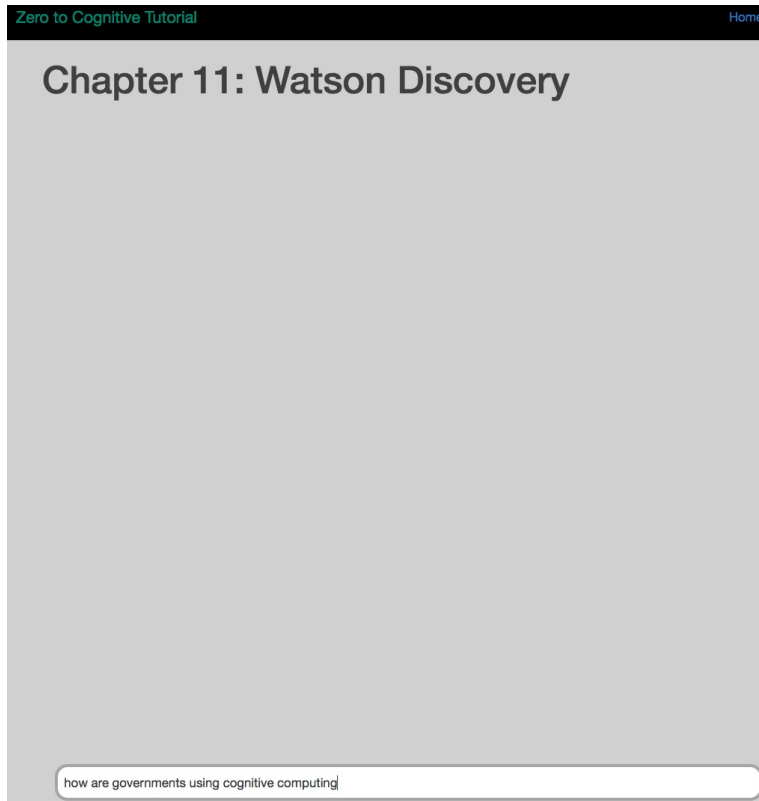 Zero to Cognitive Tutorial
Home
Chapter 11: Watson Discovery
how are governments using cognitive computing